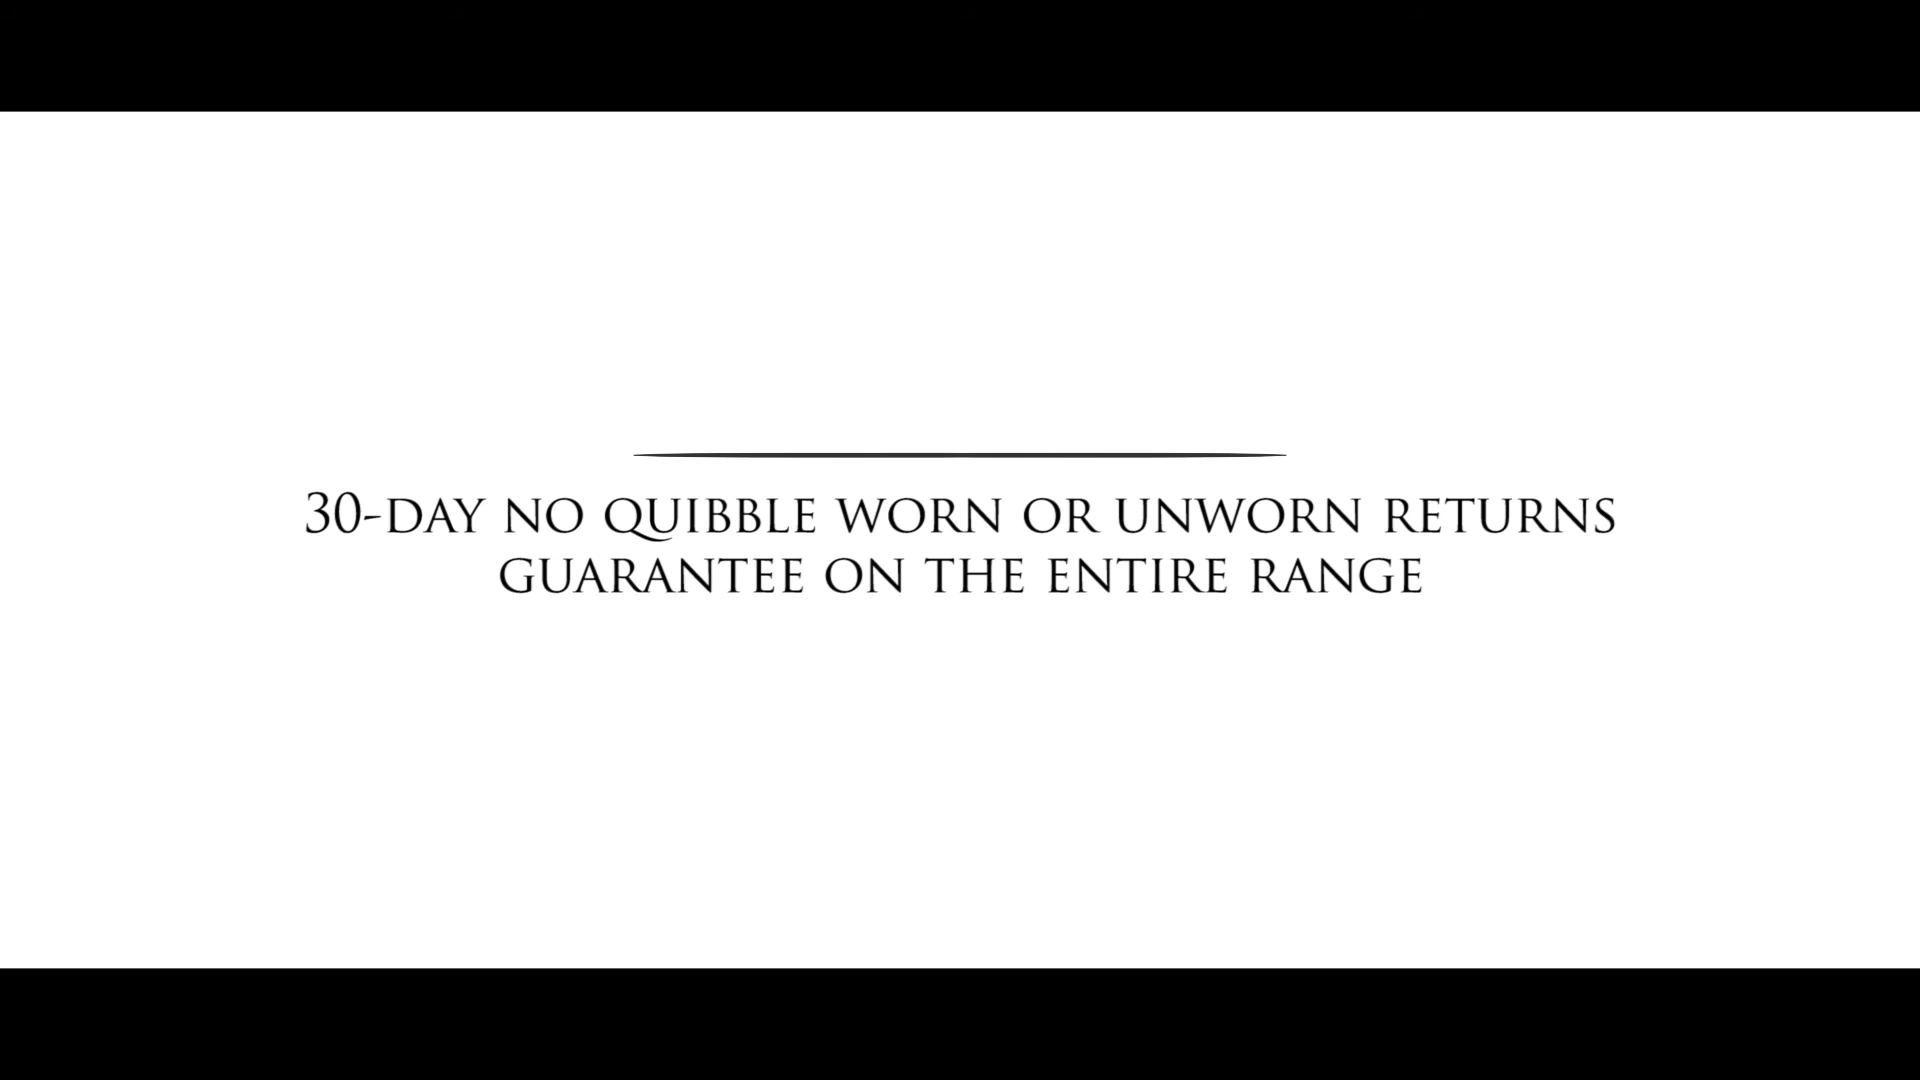 30-DAY NO QUIBBLE WORN OR UNWORN RETURNS
GUARANTEE ON THE ENTIRE RANGE